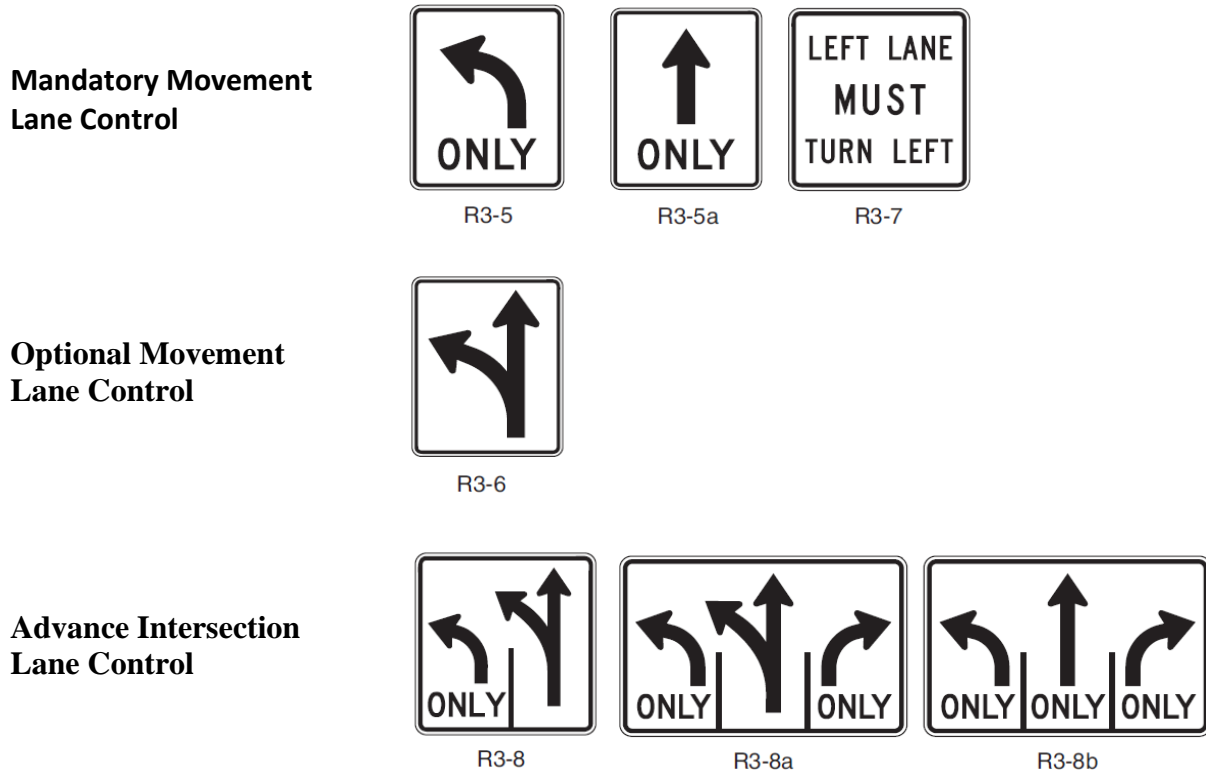 Mandatory Movement
Lane Control
ONLY
ONLY
LEFT LANE
MUST
TURN LEFT
R3-5
R3-5a
R3-7
Optional Movement
Lane Control
R3-6
Advance Intersection
Lane Control
ONLY
ONLY
ONLY
ONLY
ONLY
ONLY
R3-8
R3-8a
R3-8b